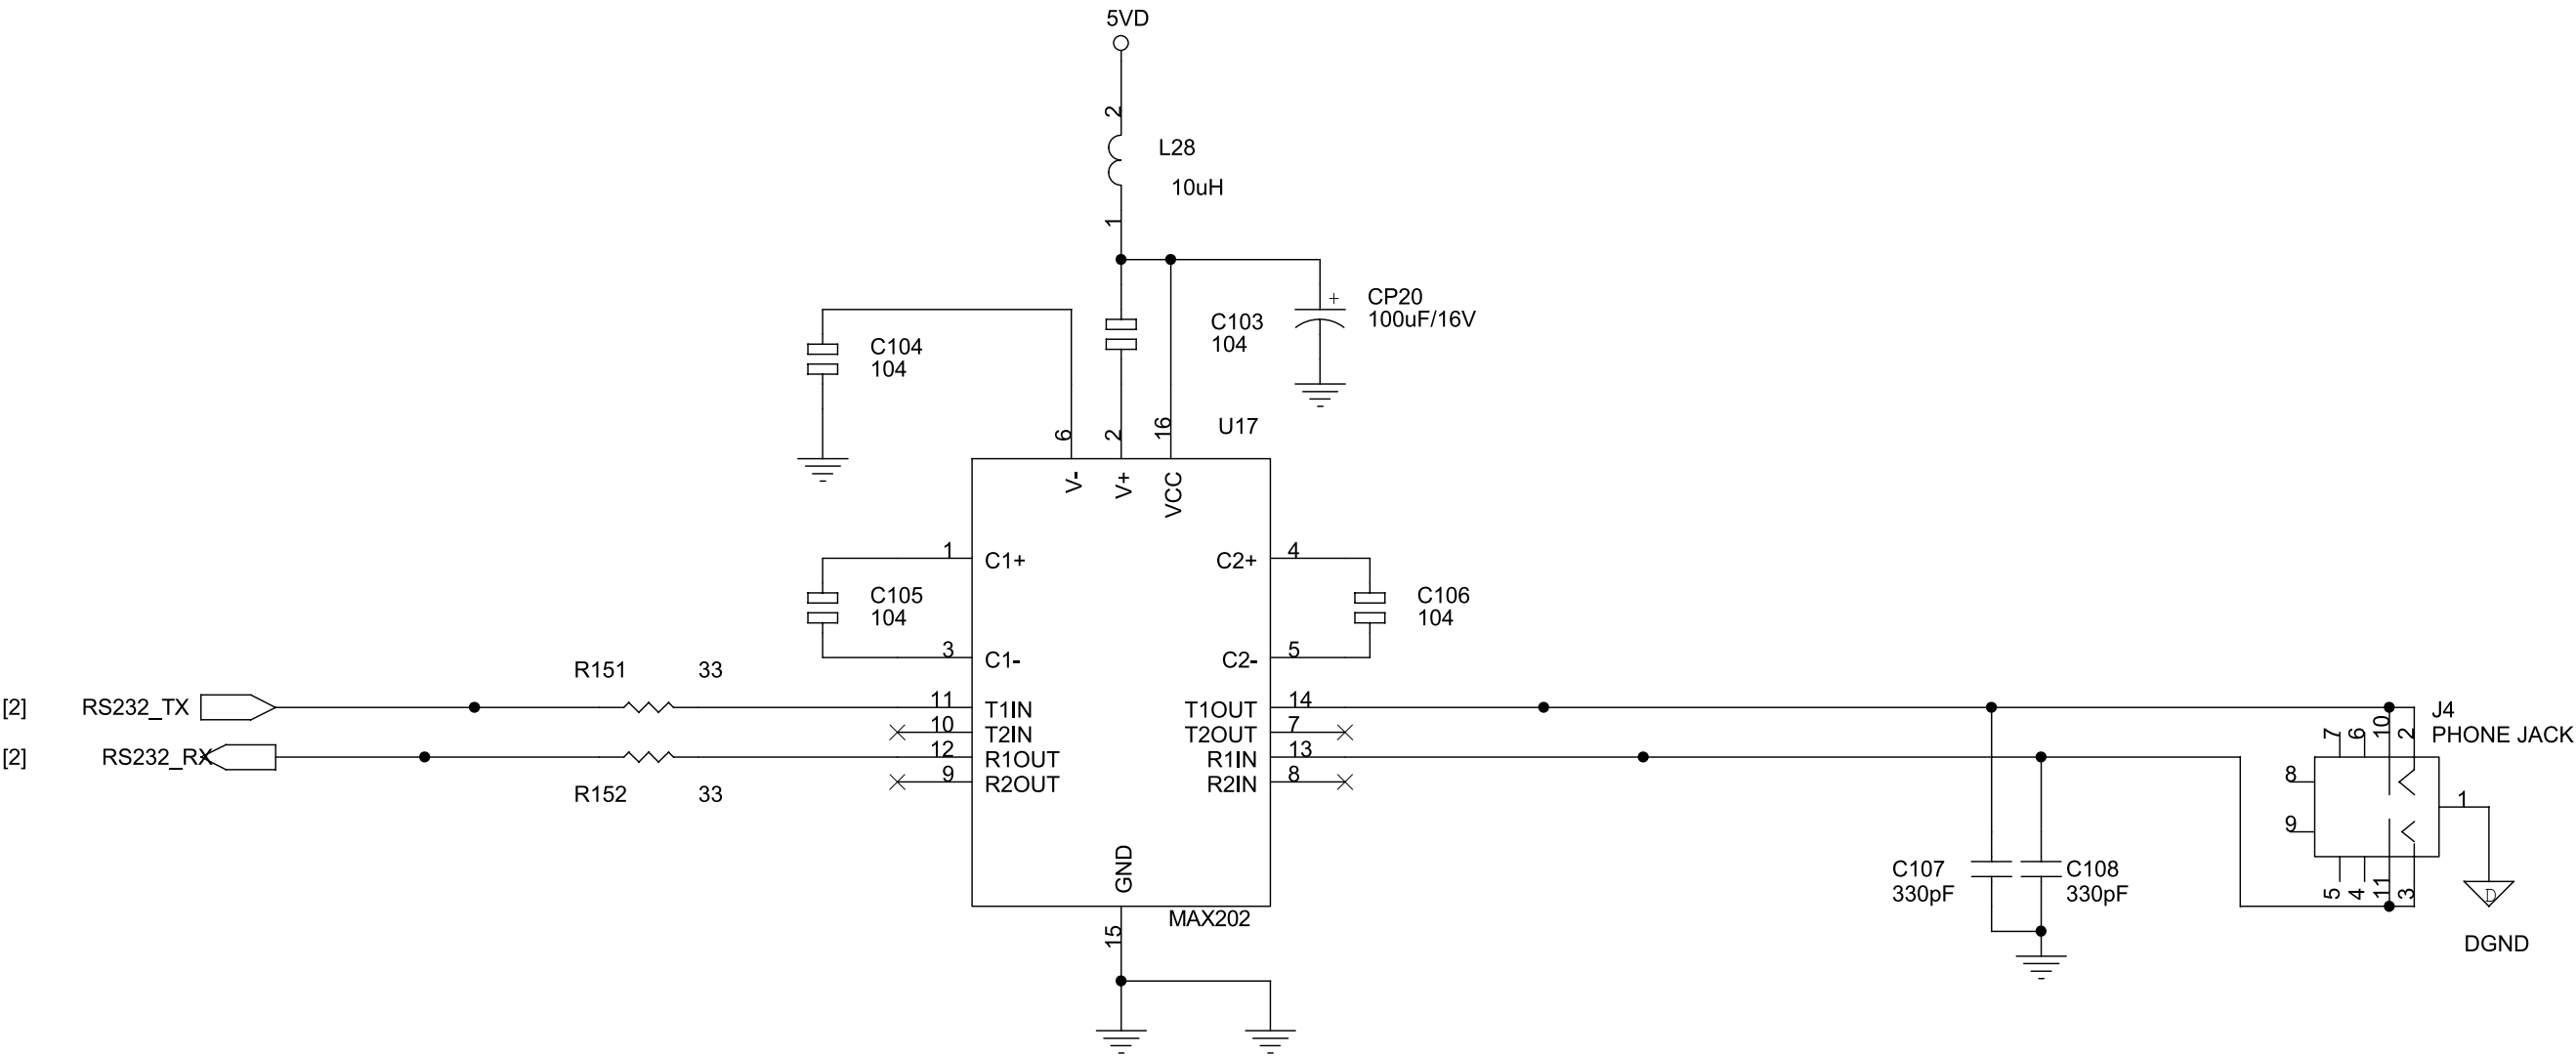 5VD
2
L28
10uH
1
C104
104
C103
104
+
CP20
100uF/16V
6
2
16
U17
V-
V+
VCC
1
C1+
C2+
4
C105
104
C106
104
3
C1-
C2-
5
R151
33
[2]
RS232_TX
11
T1IN
T1OUT
14
10
T2IN
T2OUT
7
[2]
RS232_RX
12
R1OUT
R1IN
13
9
R2OUT
R2IN
8
R152
33
J4
PHONE JACK
7
6
10
2
8
9
1
5
4
11
3
D
DGND
C107
330pF
C108
330pF
GND
MAX202
15